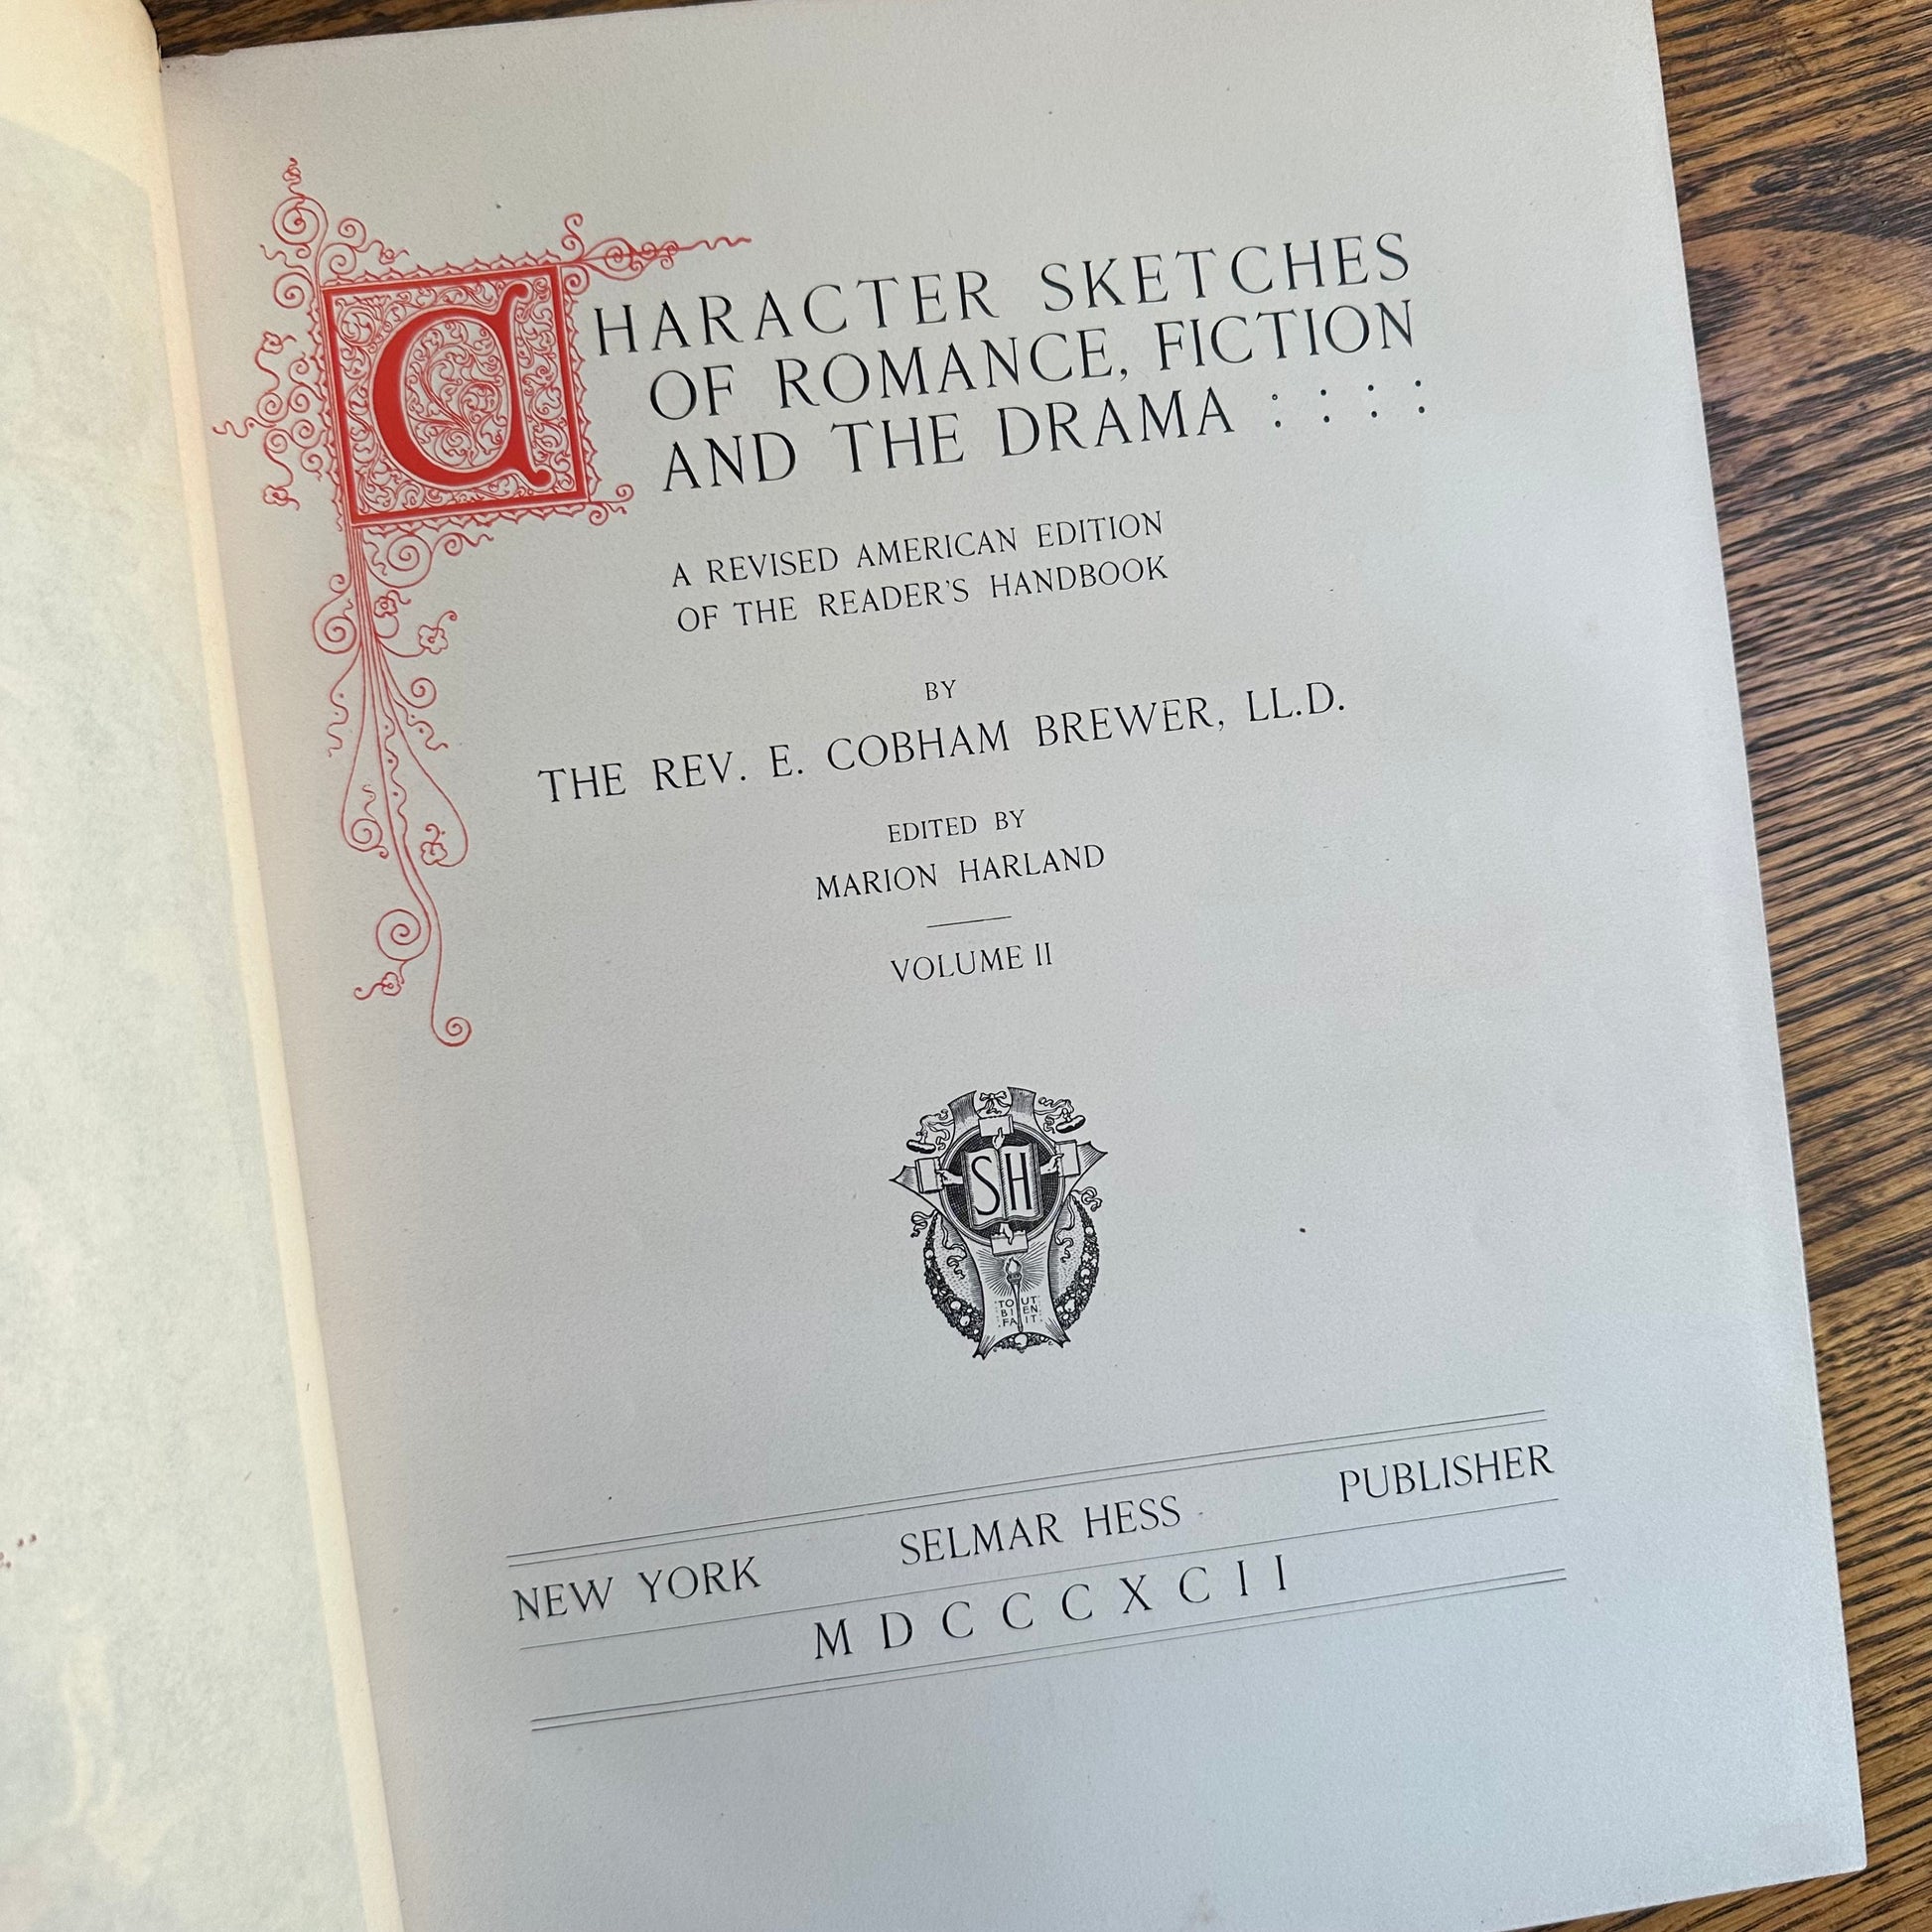 CHARACTER SKETCHES
OF ROMANCE, FICTION
AND THE DRAMA : : : :
A REVISED AMERICAN EDITION
OF THE READER'S HANDBOOK
BY
THE REV. E. COBHAM BREWER, LL.D.
EDITED BY
MARION HARLAND
VOLUME II
SH
TOUT
BIEN
FAIT
NEW YORK SELMAR HESS PUBLISHER
MDCCCXCII